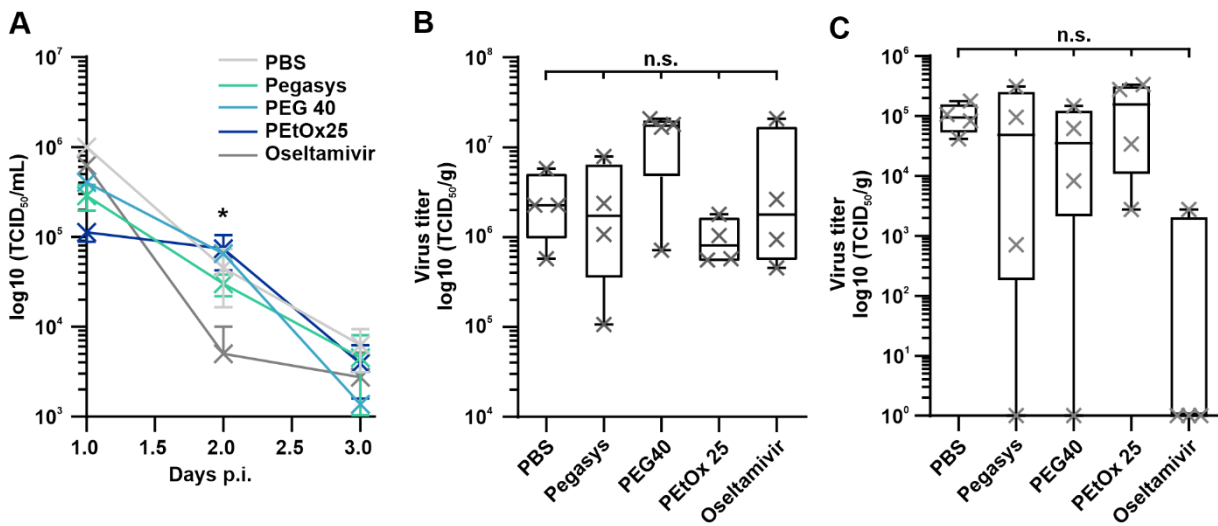 A
PBS
Pegasys
PEG 40
PEtOx25
Oseltamivir
log10 (TCID50/mL)
10^7
10^6
10^5
10^4
10^3
*
1.0 1.5 2.0 2.5 3.0
Days p.i.
B
n.s.
Virus titer
log10 (TCID50/g)
10^8
10^7
10^6
10^5
10^4
PBS
Pegasys
PEG40
PEtOx 25
Oseltamivir
C
n.s.
Virus titer
log10 (TCID50/g)
10^6
10^5
10^4
10^3
10^2
10^1
10^0
PBS
Pegasys
PEG40
PEtOx 25
Oseltamivir